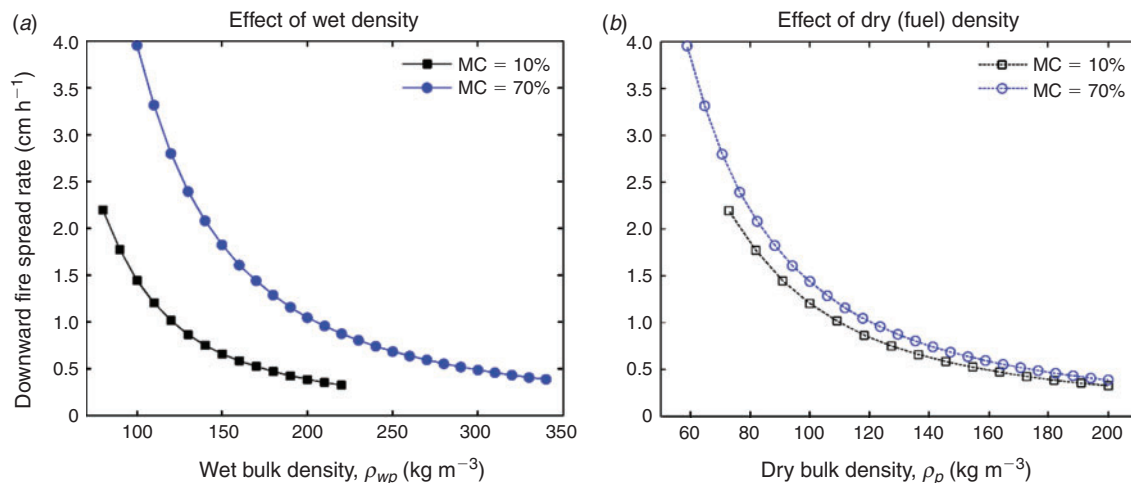 (a) Effect of wet density
4.0
3.5
3.0
2.5
2.0
1.5
1.0
0.5
0
100 150 200 250 300 350
Downward fire spread rate (cm h⁻¹)
Wet bulk density, ρwp (kg m⁻³)
MC = 10%
MC = 70%
(b) Effect of dry (fuel) density
4.0
3.5
3.0
2.5
2.0
1.5
1.0
0.5
0
60 80 100 120 140 160 180 200
Dry bulk density, ρp (kg m⁻³)
MC = 10%
MC = 70%